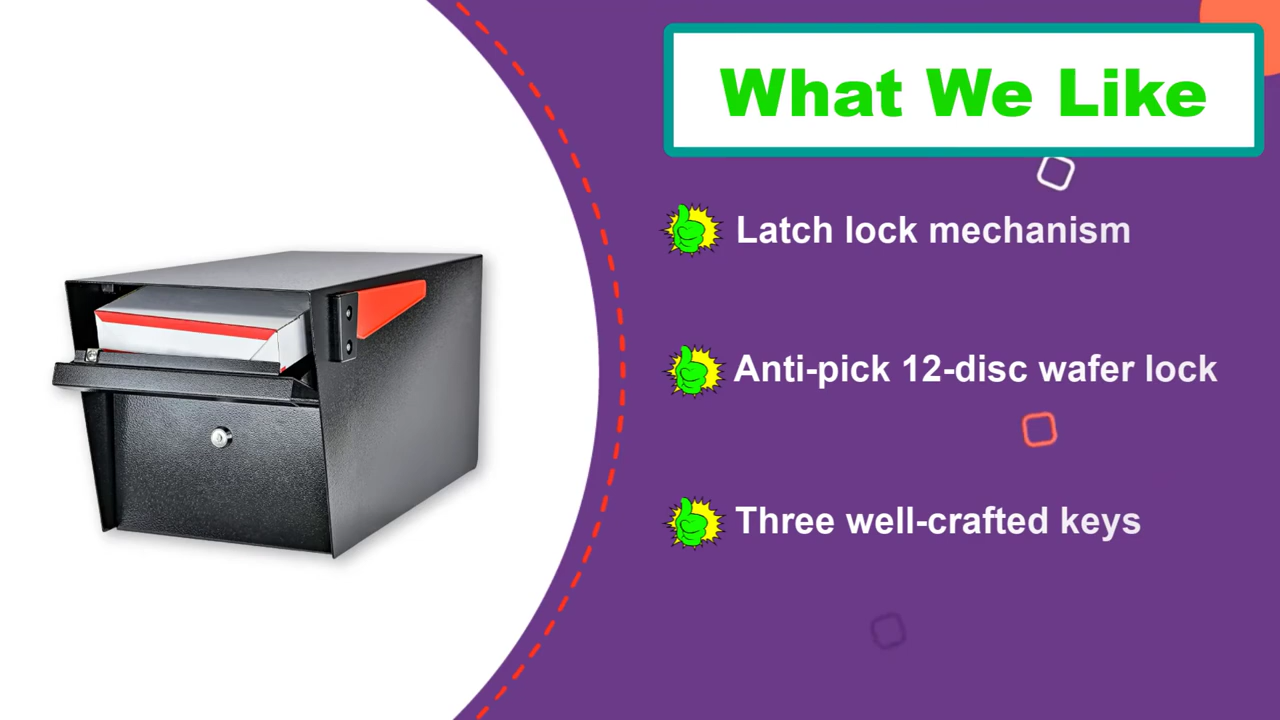 What We Like
Latch lock mechanism
Anti-pick 12-disc wafer lock
Three well-crafted keys